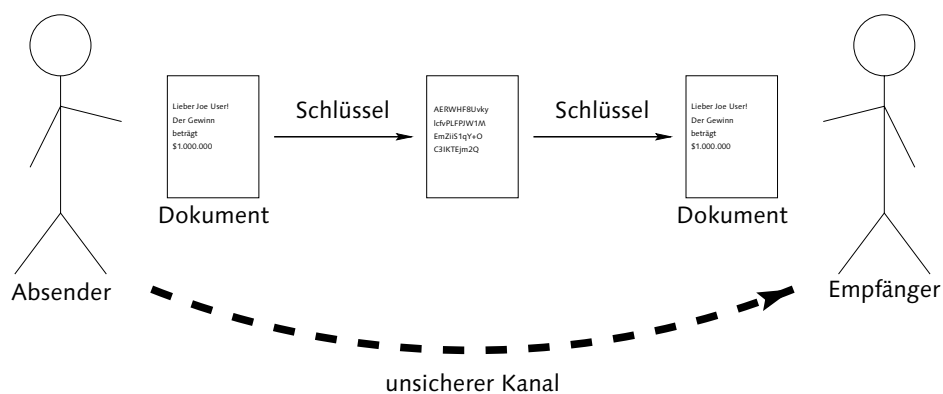 Lieber Joe User!
Der Gewinn
beträgt
$1.000.000
Dokument
Schlüssel
AERWHF8Uvky
lcfvPLFPJW1M
EmZiiS1qY+O
C3IKTEjm2Q
Schlüssel
Lieber Joe User!
Der Gewinn
beträgt
$1.000.000
Dokument
Absender
Empfänger
unsicherer Kanal